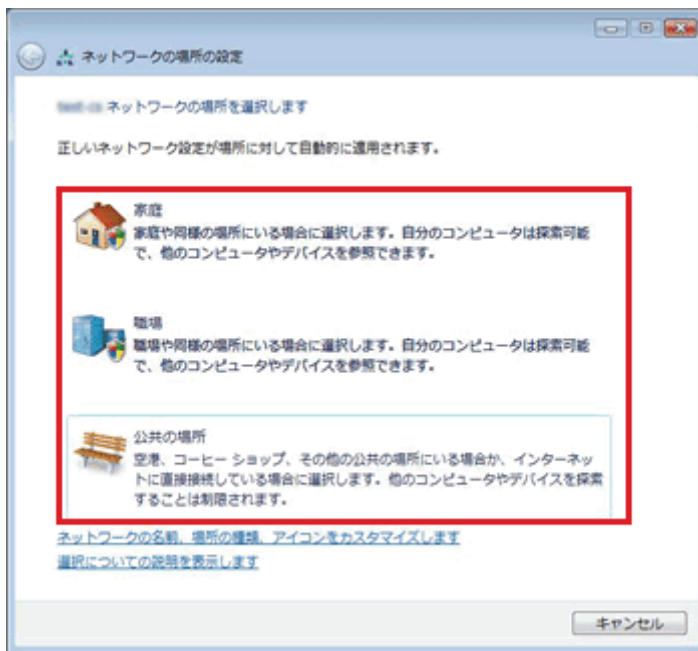 ネットワークの場所の設定
ネットワークの場所を選択します
正しいネットワーク設定が場所に対して自動的に適用されます。
家庭
家庭や同様の場所にいる場合に選択します。自分のコンピュータは探索可能
で、他のコンピュータやデバイスを参照できます。
職場
職場や同様の場所にいる場合に選択します。自分のコンピュータは探索可能
で、他のコンピュータやデバイスを参照できます。
公共の場所
空港、コーヒー ショップ、その他の公共の場所にいる場合か、インターネッ
トに直接接続している場合に選択します。他のコンピュータやデバイスを探索
することは制限されます。
ネットワークの名前、場所の種類、アイコンをカスタマイズします
選択についての説明を表示します
キャンセル